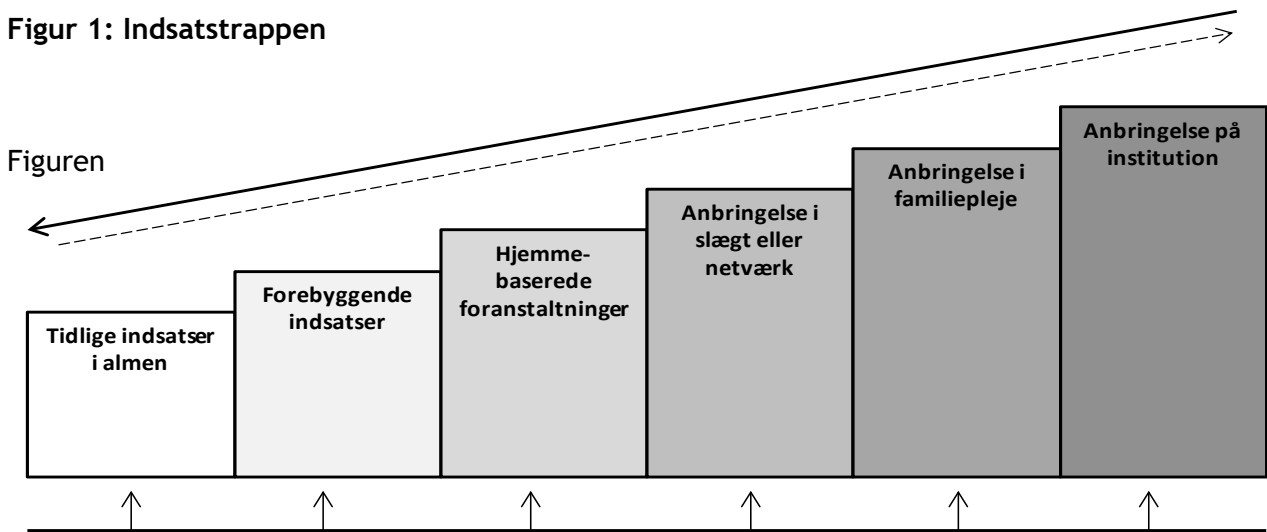 Figur 1: Indsatstrappen
Figuren
Tidlige indsatser
i almen
Forebyggende
indsatser
Hjemme-
baserede
foranstaltninger
Anbringelse i
slægt eller
netværk
Anbringelse i
familiepleje
Anbringelse på
institution